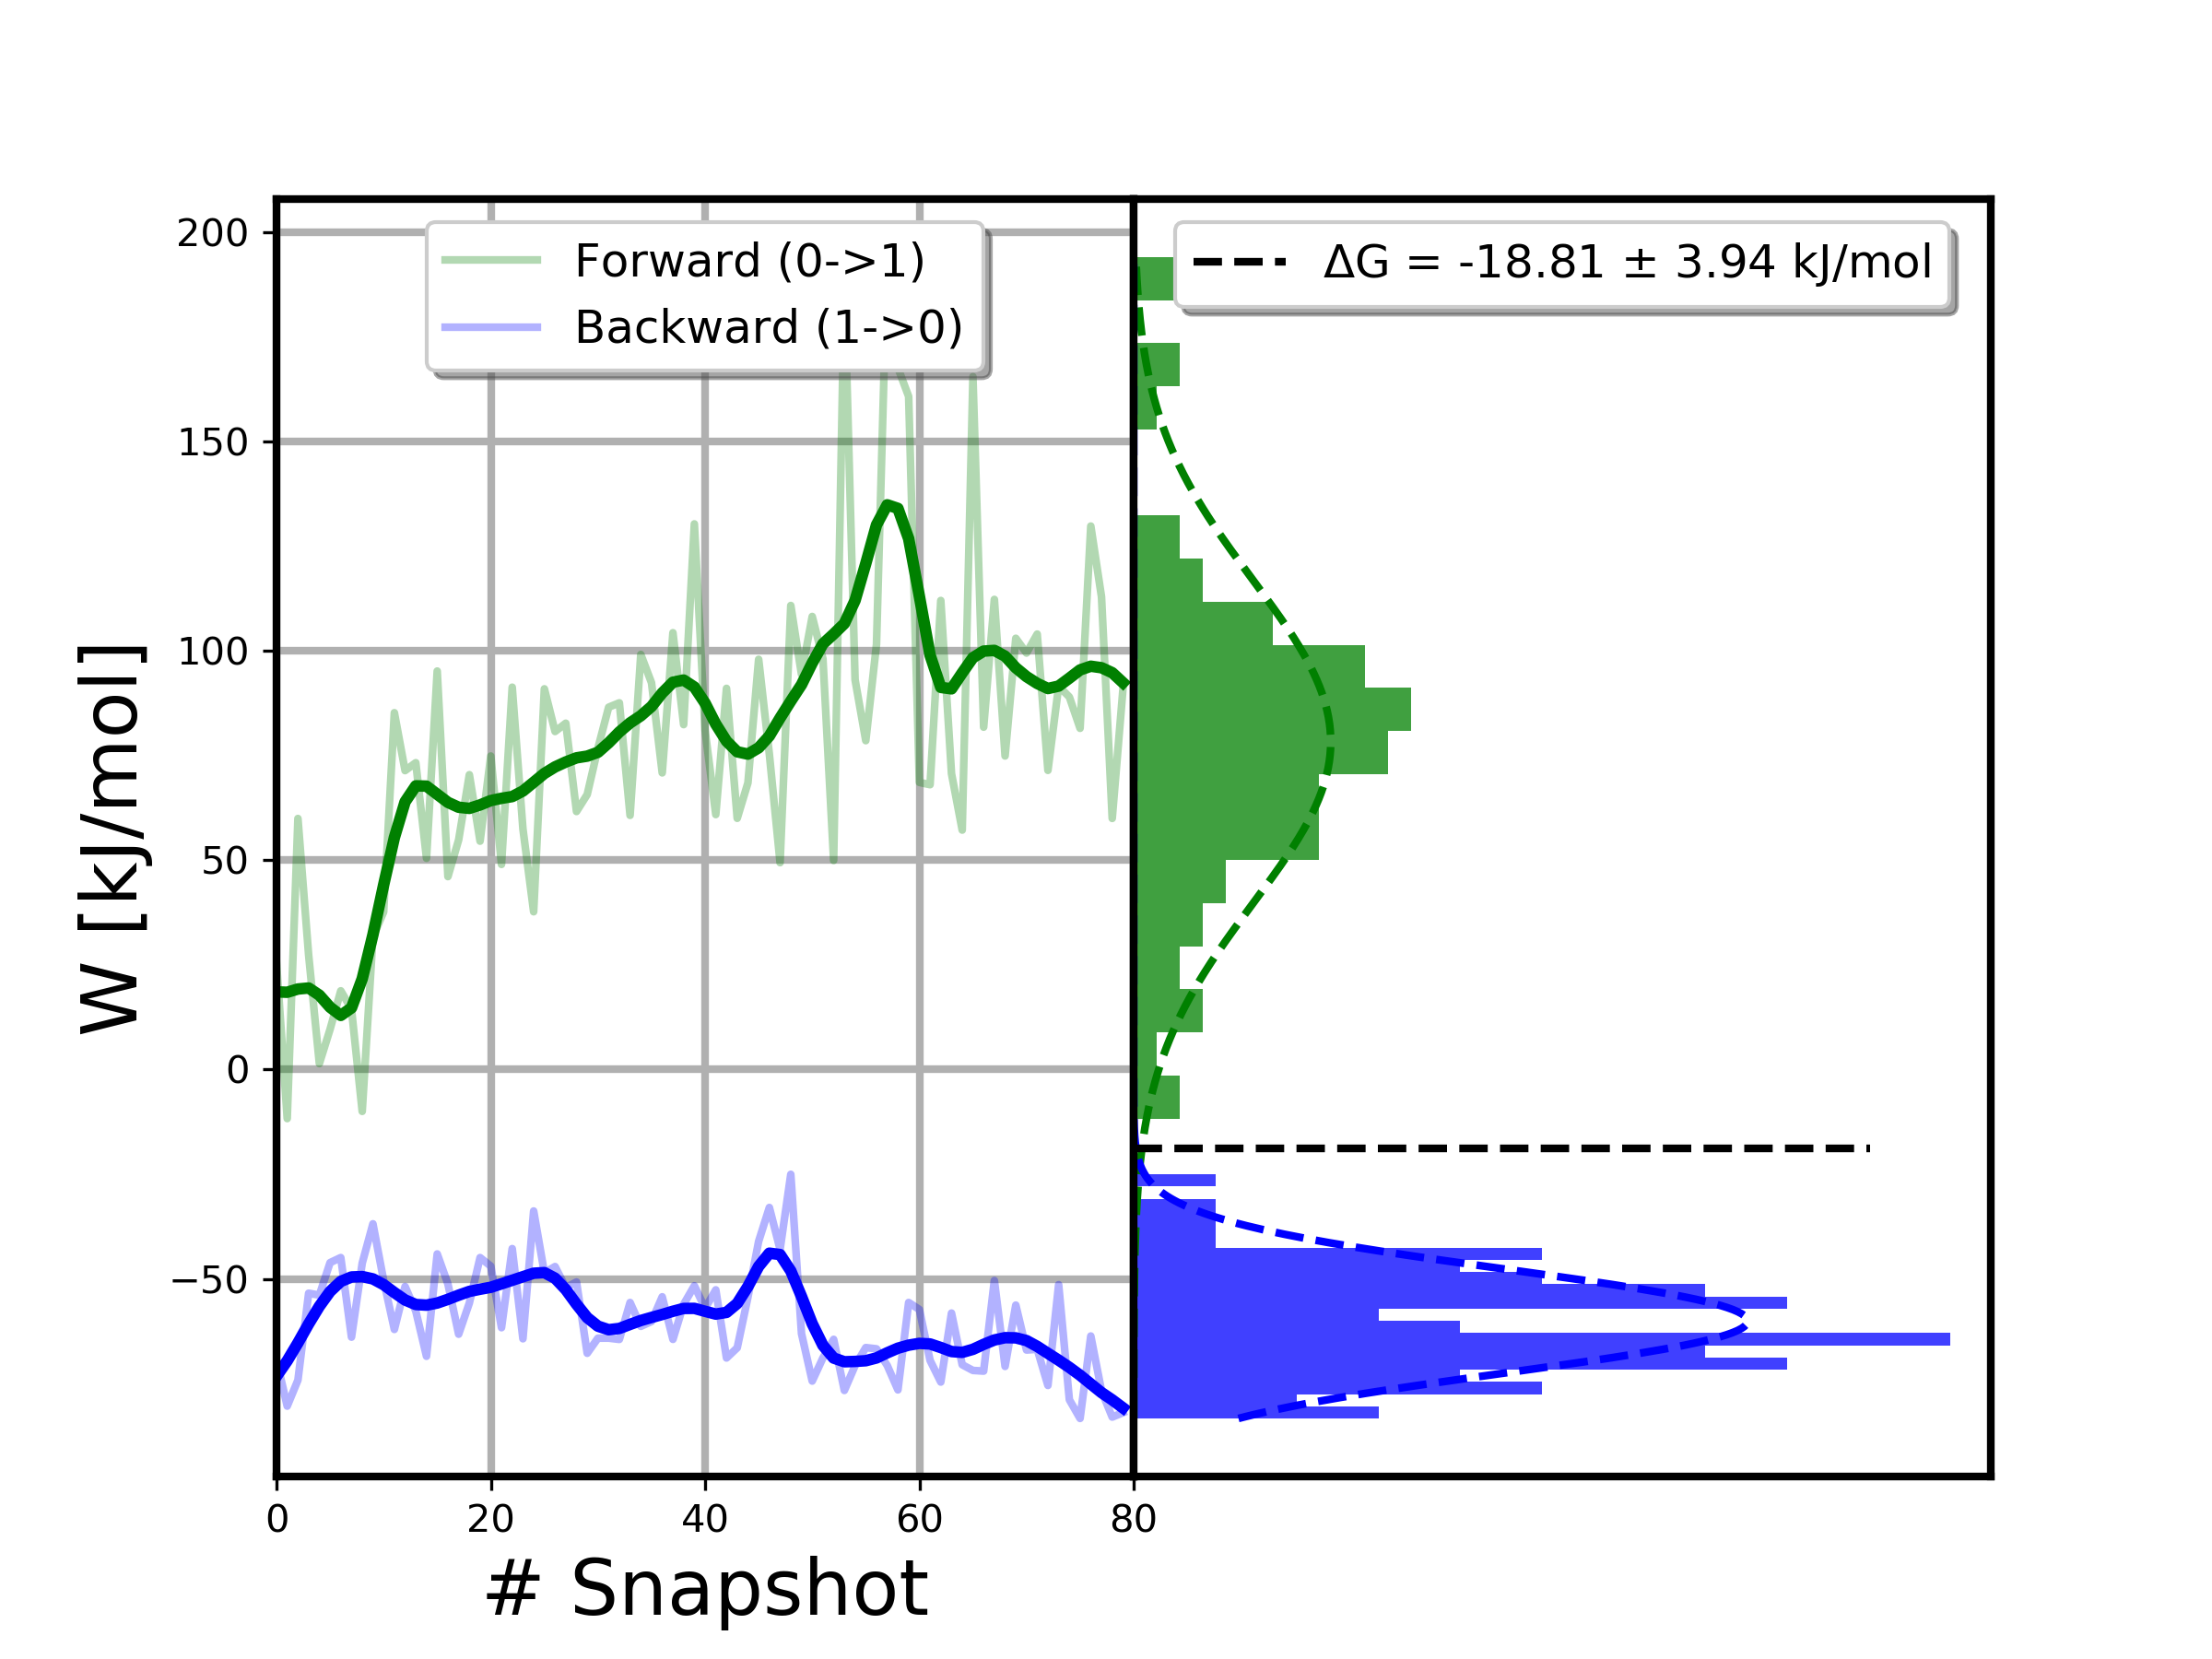 Forward (0->1)
Backward (1->0)
ΔG = -18.81 ± 3.94 kJ/mol
W [kJ/mol]
200
150
100
50
0
−50
0 20 40 60 80
# Snapshot